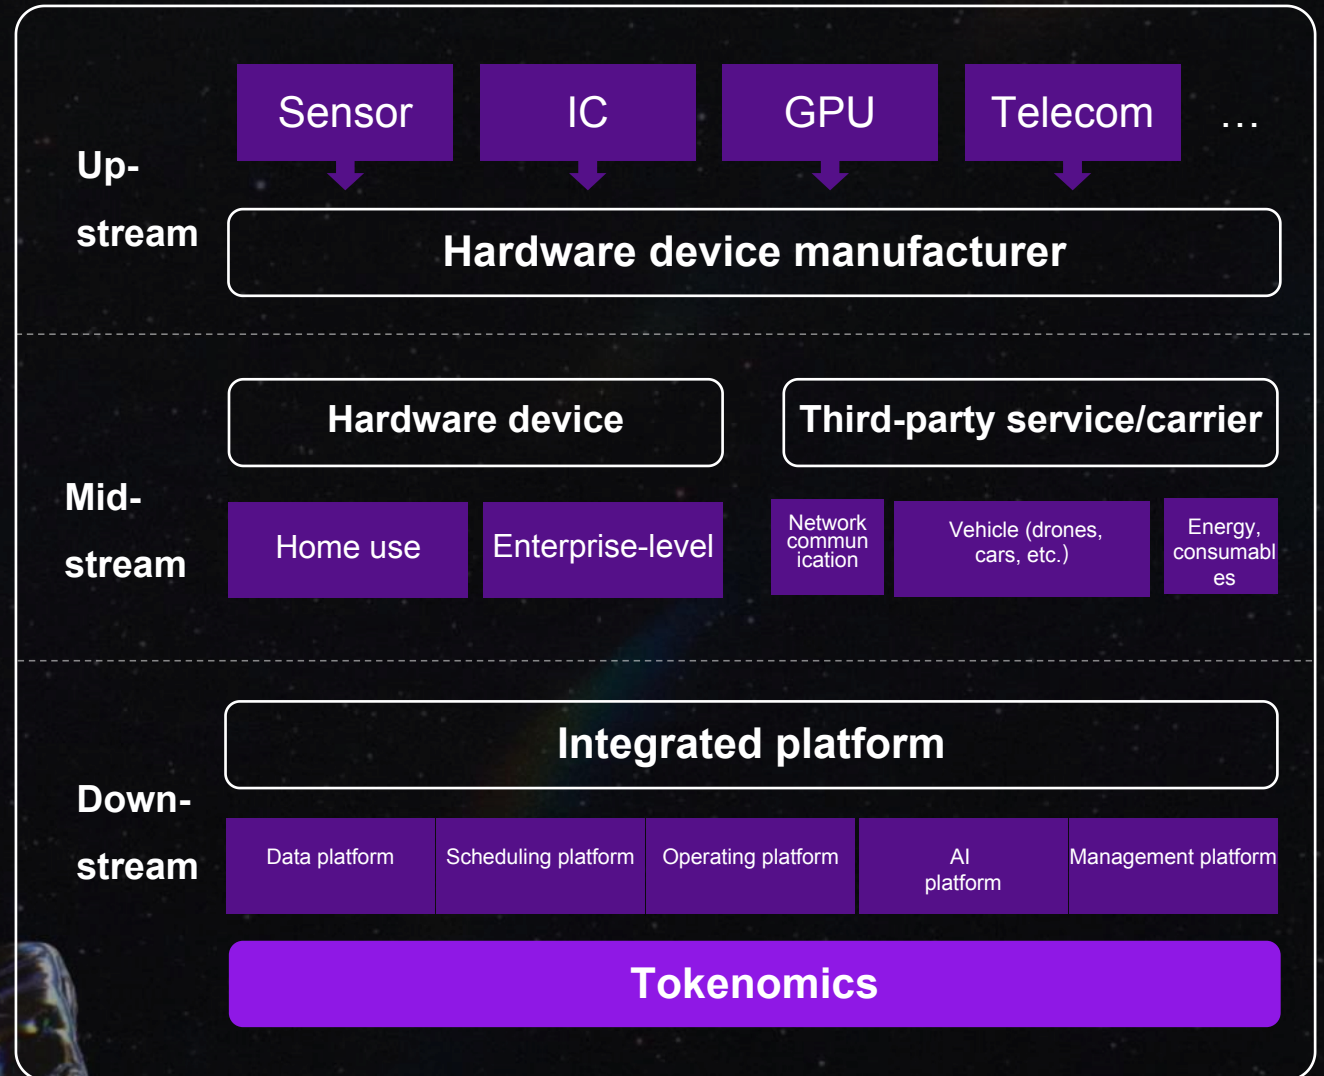 Sensor
IC
GPU
Telecom
…
Up-
stream
Hardware device manufacturer
Hardware device
Third-party service/carrier
Mid-
stream
Home use
Enterprise-level
Network
commun
ication
Vehicle (drones,
cars, etc.)
Energy,
consumabl
es
Integrated platform
Down-
stream
Data platform
Scheduling platform
Operating platform
AI
platform
Management platform
Tokenomics